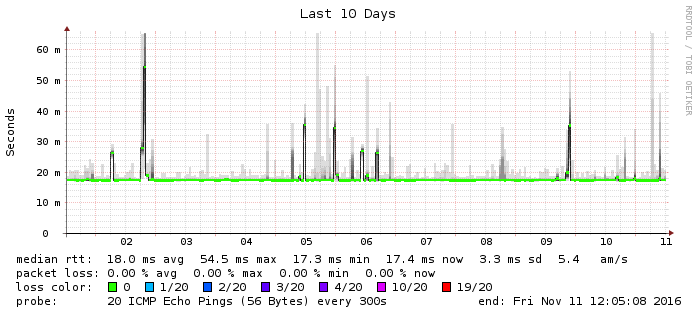 Last 10 Days
RRDTOOL / TOBI OETIKER
Seconds
60 m
50 m
40 m
30 m
20 m
10 m
0
02 03 04 05 06 07 08 09 10 11
median rtt: 18.0 ms avg 54.5 ms max 17.3 ms min 17.4 ms now 3.3 ms sd 5.4 am/s
packet loss: 0.00 % avg 0.00 % max 0.00 % min 0.00 % now
loss color: 0 1/20 2/20 3/20 4/20 10/20 19/20
probe: 20 ICMP Echo Pings (56 Bytes) every 300s end: Fri Nov 11 12:05:08 2016